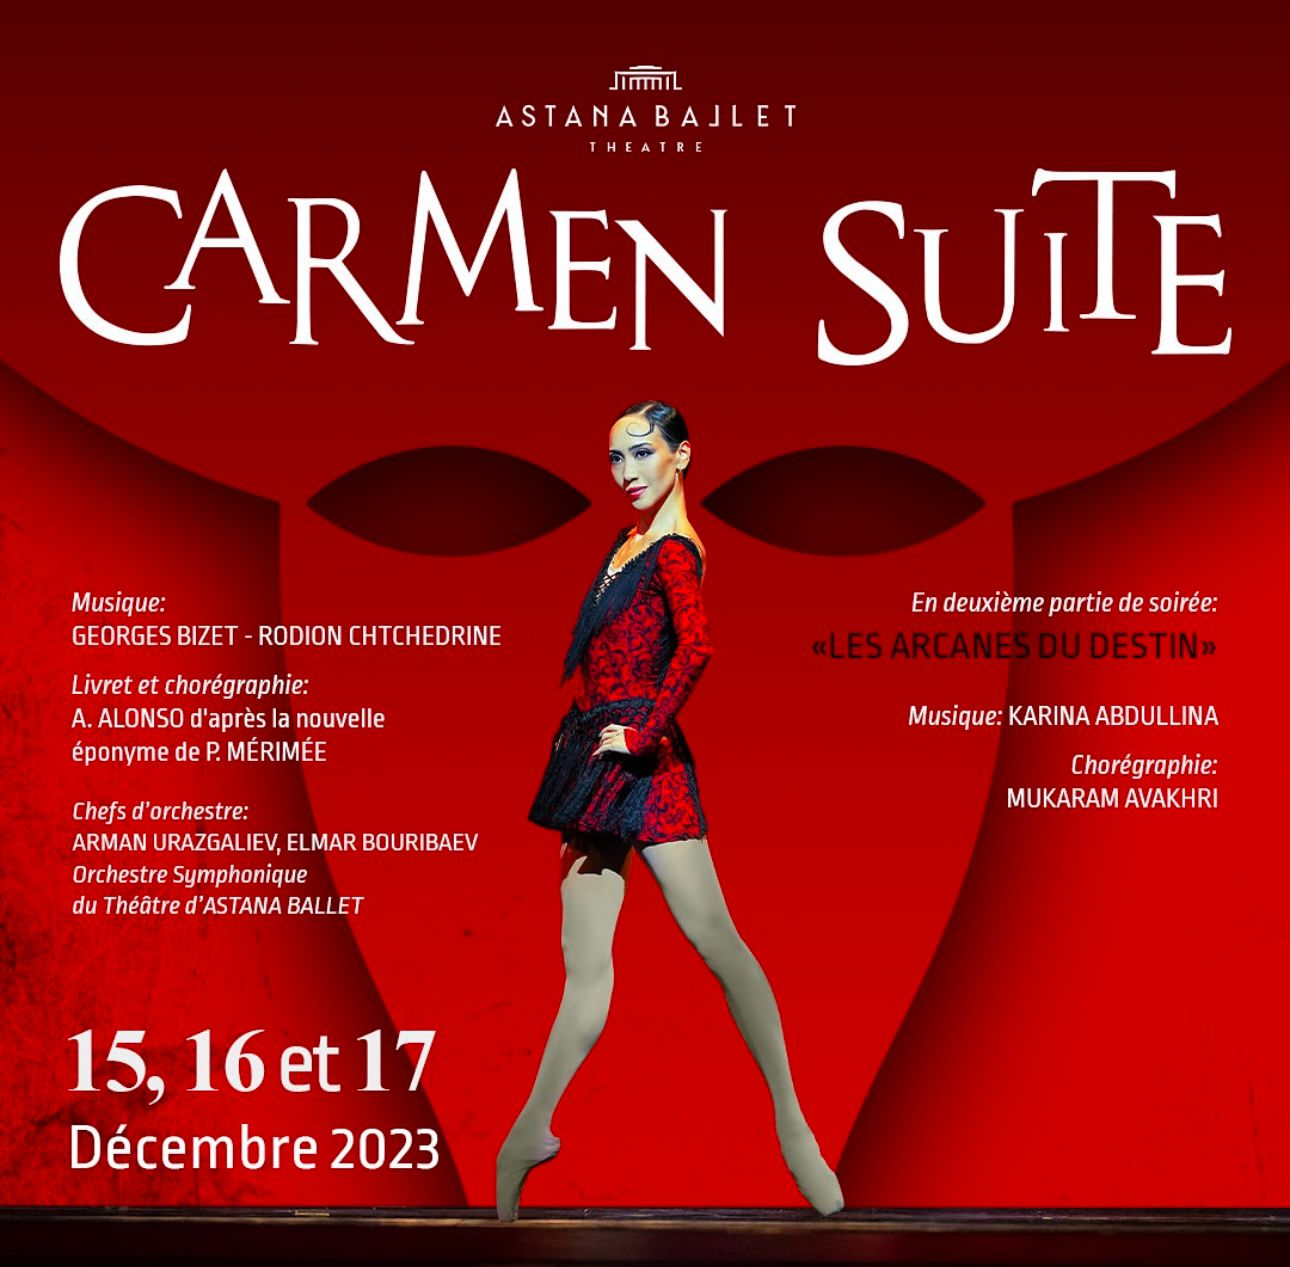 ASTANA BALLET
THEATRE
CARMEN SUITE
Musique:
GEORGES BIZET - RODION CHTCHEDRINE
Livret et chorégraphie:
A. ALONSO d'après la nouvelle
éponyme de P. MÉRIMÉE
Chefs d’orchestre:
ARMAN URAZGALIEV, ELMAR BOURIBAEV
Orchestre Symphonique
du Théâtre d’ASTANA BALLET
15, 16 et 17
Décembre 2023
En deuxième partie de soirée:
«LES ARCANES DU DESTIN»
Musique: KARINA ABDULLINA
Chorégraphie:
MUKARAM AVAKHRI